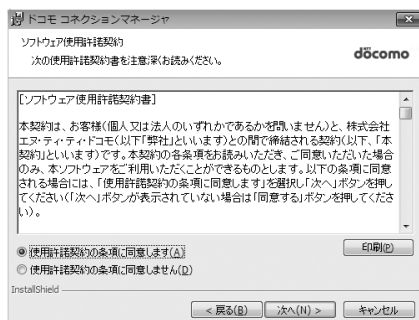 ドコモ コネクションマネージャ
ソフトウェア使用許諾契約
次の使用許諾契約書を注意深くお読みください。
döcomo
[ソフトウェア使用許諾契約書]
本契約は、お客様(個人又は法人のいずれかであるかを問いません)と、株式会社
エヌ・ティ・ティ・ドコモ(以下「弊社」といいます)との間で締結される契約(以下、「本
契約」といいます)です。本契約の各条項をお読みいただき、ご同意いただいた場合
のみ、本ソフトウェアをご利用いただくことができるものとします。以下の条項に同意
される場合には、「使用許諾契約の条項に同意します」を選択し「次へ」ボタンを押し
てください(「次へ」ボタンが表示されていない場合は「同意する」ボタンを押してくださ
い)。
使用許諾契約の条項に同意します(A)
印刷(P)
使用許諾契約の条項に同意しません(D)
InstallShield
< 戻る(B)
次へ(N) >
キャンセル